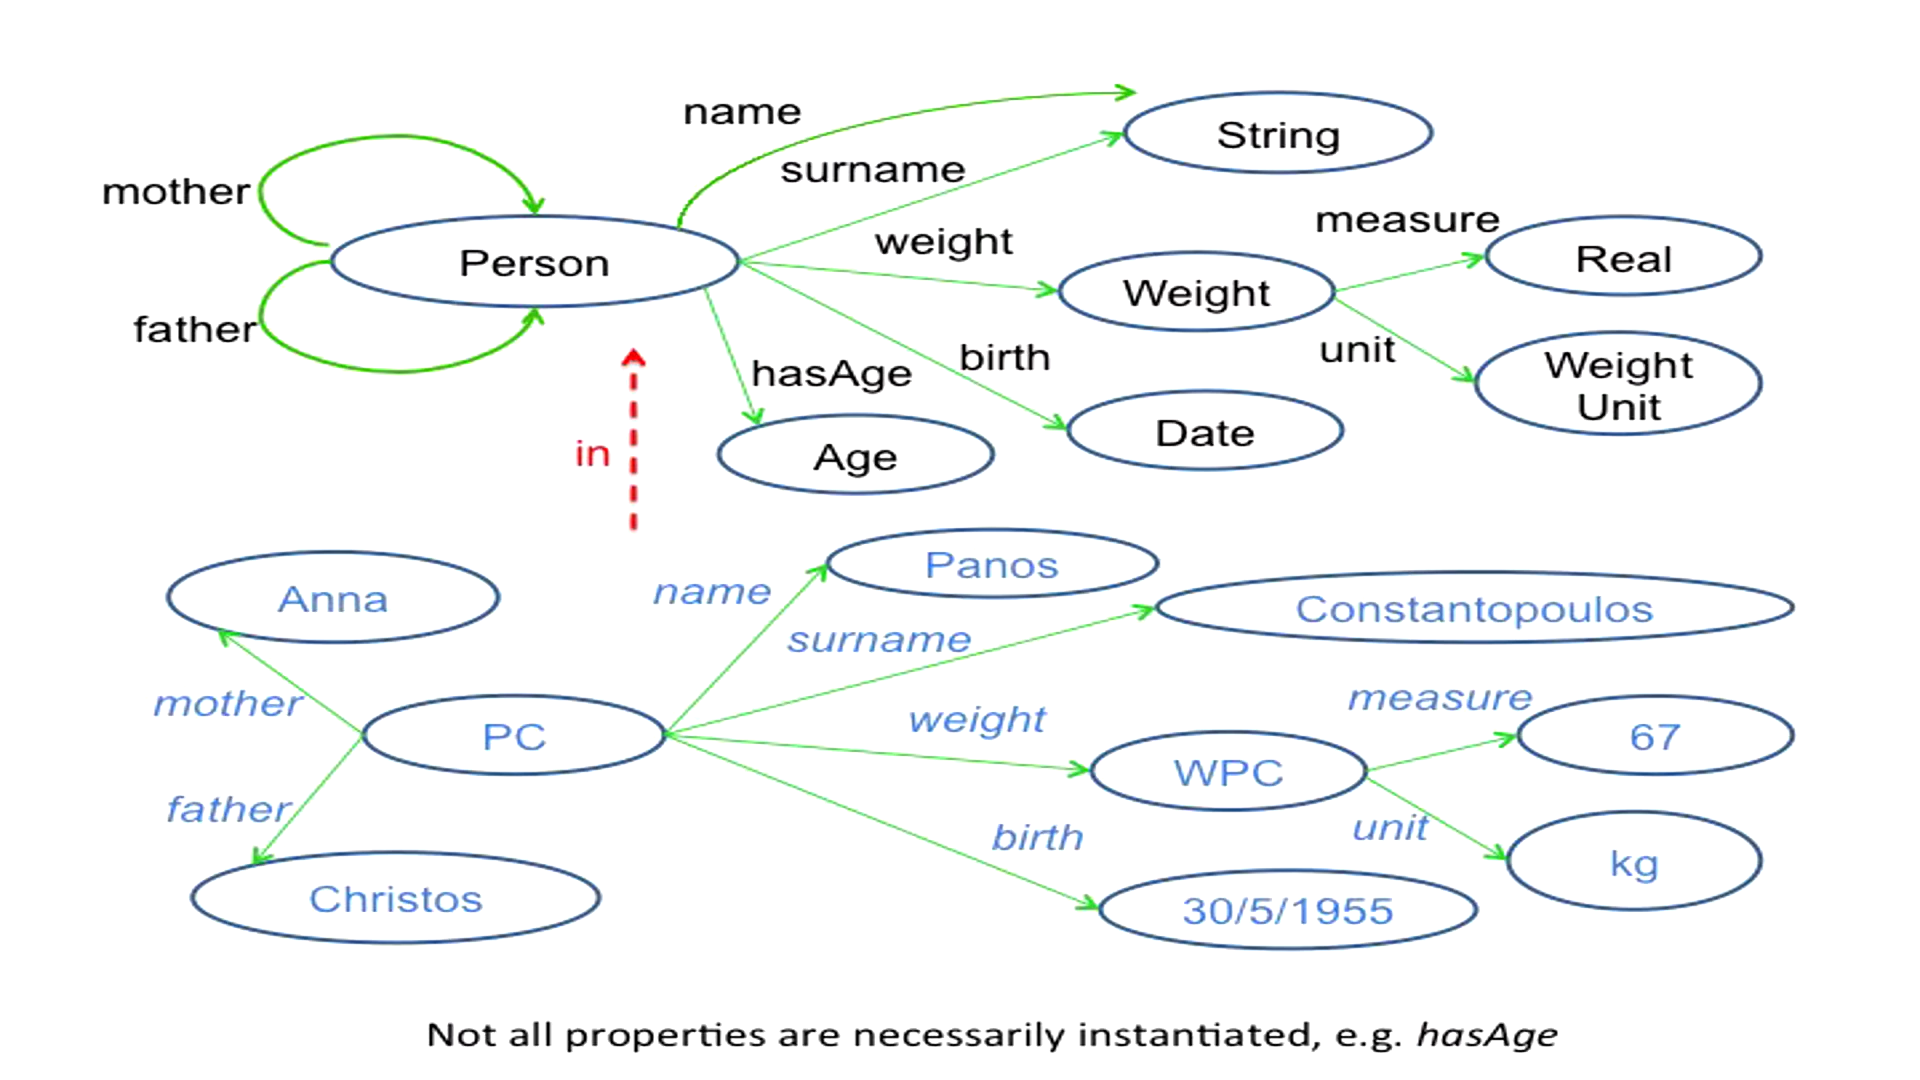 name
String
surname
mother
measure
weight
Real
Person
Weight
father
unit
birth
Weight
Unit
hasAge
Date
in
Age
Panos
name
Anna
Constantopoulos
surname
mother
measure
weight
PC
67
WPC
father
unit
birth
kg
Christos
30/5/1955
Not all properties are necessarily instantiated, e.g. hasAge